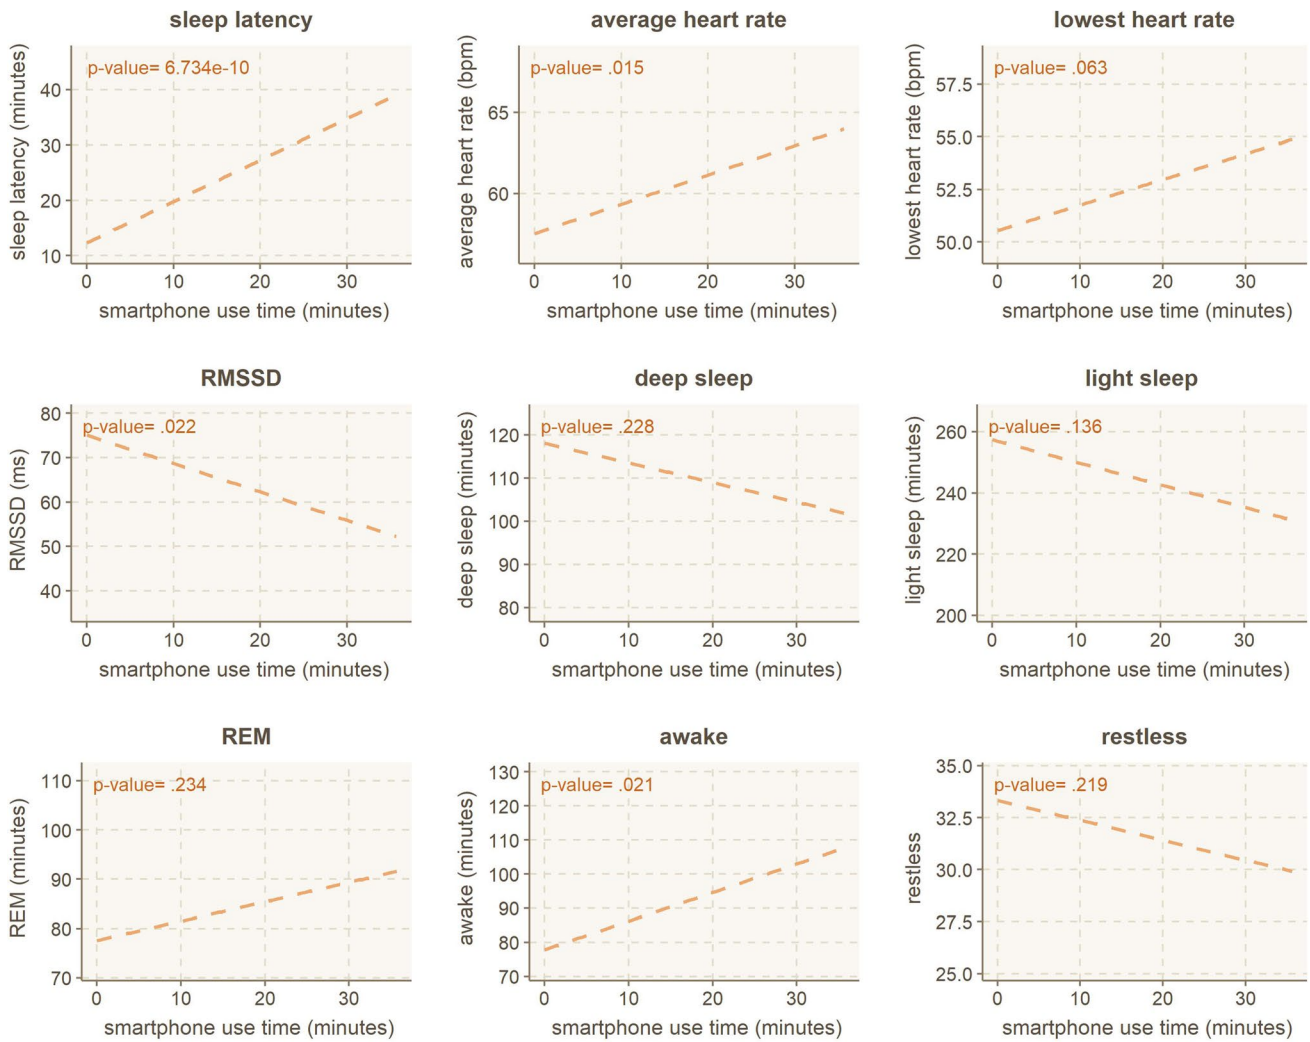 sleep latency
p-value= 6.734e-10
sleep latency (minutes)
40
30
20
10
0 10 20 30
smartphone use time (minutes)
average heart rate
p-value= .015
average heart rate (bpm)
65
60
0 10 20 30
smartphone use time (minutes)
lowest heart rate
p-value= .063
lowest heart rate (bpm)
57.5
55.0
52.5
50.0
0 10 20 30
smartphone use time (minutes)
RMSSD
p-value= .022
RMSSD (ms)
80
70
60
50
40
0 10 20 30
smartphone use time (minutes)
deep sleep
p-value= .228
deep sleep (minutes)
120
110
100
90
80
0 10 20 30
smartphone use time (minutes)
light sleep
p-value= .136
light sleep (minutes)
260
240
220
200
0 10 20 30
smartphone use time (minutes)
REM
p-value= .234
REM (minutes)
110
100
90
80
70
0 10 20 30
smartphone use time (minutes)
awake
p-value= .021
awake (minutes)
130
120
110
100
90
80
70
0 10 20 30
smartphone use time (minutes)
restless
p-value= .219
restless
35.0
32.5
30.0
27.5
25.0
0 10 20 30
smartphone use time (minutes)